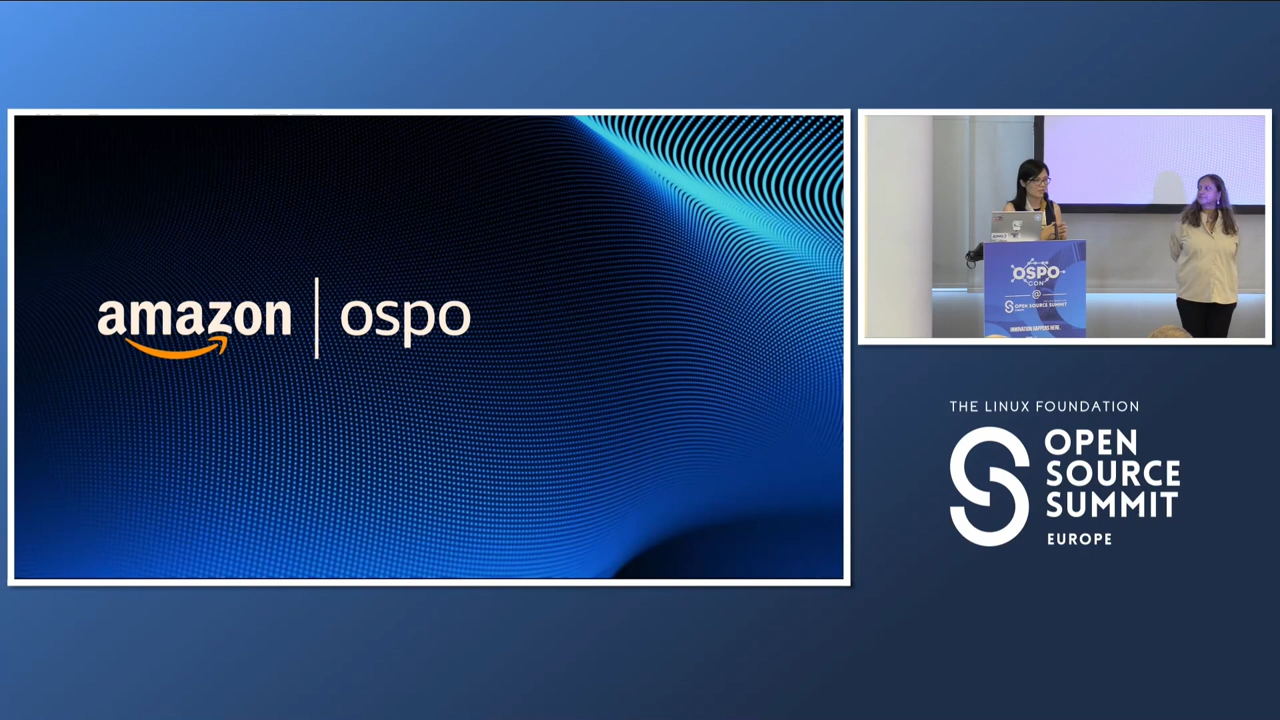 amazon | ospo
OSPO
CON
@
OPEN SOURCE SUMMIT
INNOVATION HAPPENS HERE.
THE LINUX FOUNDATION
OPEN
SOURCE
SUMMIT
EUROPE